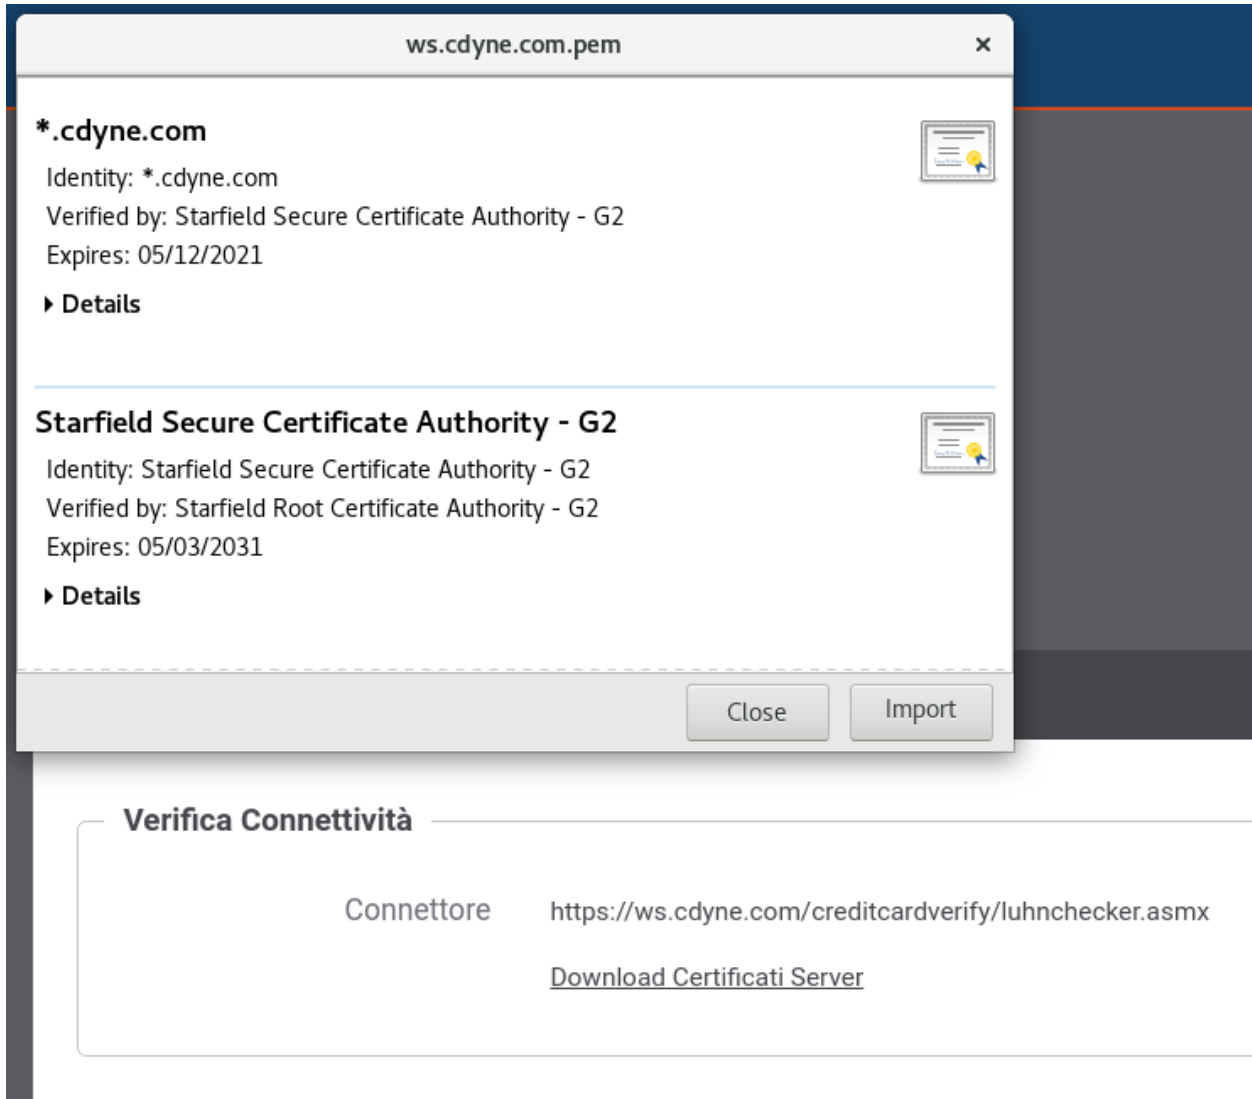 ws.cdyne.com.pem
*.cdyne.com
Identity: *.cdyne.com
Verified by: Starfield Secure Certificate Authority - G2
Expires: 05/12/2021
Details
Starfield Secure Certificate Authority - G2
Identity: Starfield Secure Certificate Authority - G2
Verified by: Starfield Root Certificate Authority - G2
Expires: 05/03/2031
Details
Close Import
Verifica Connettività
Connettore https://ws.cdyne.com/creditcardverify/luhnchecker.asmx
Download Certificati Server